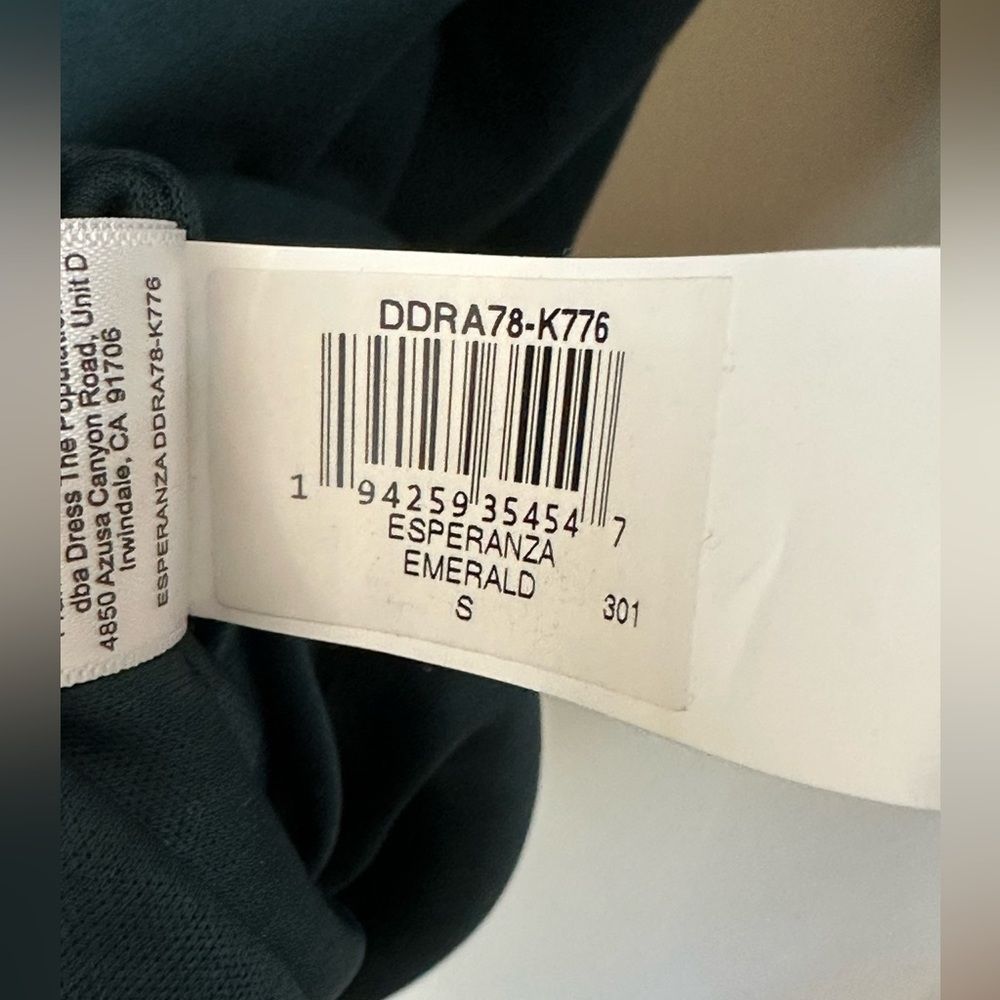 dba Dress The
4850 Azusa Canyon Road, Unit D
Irwindale, CA 91706
ESPERANZA DDRA78-K776
DDRA78-K776
1 94259 35454 7
ESPERANZA
EMERALD
S
301